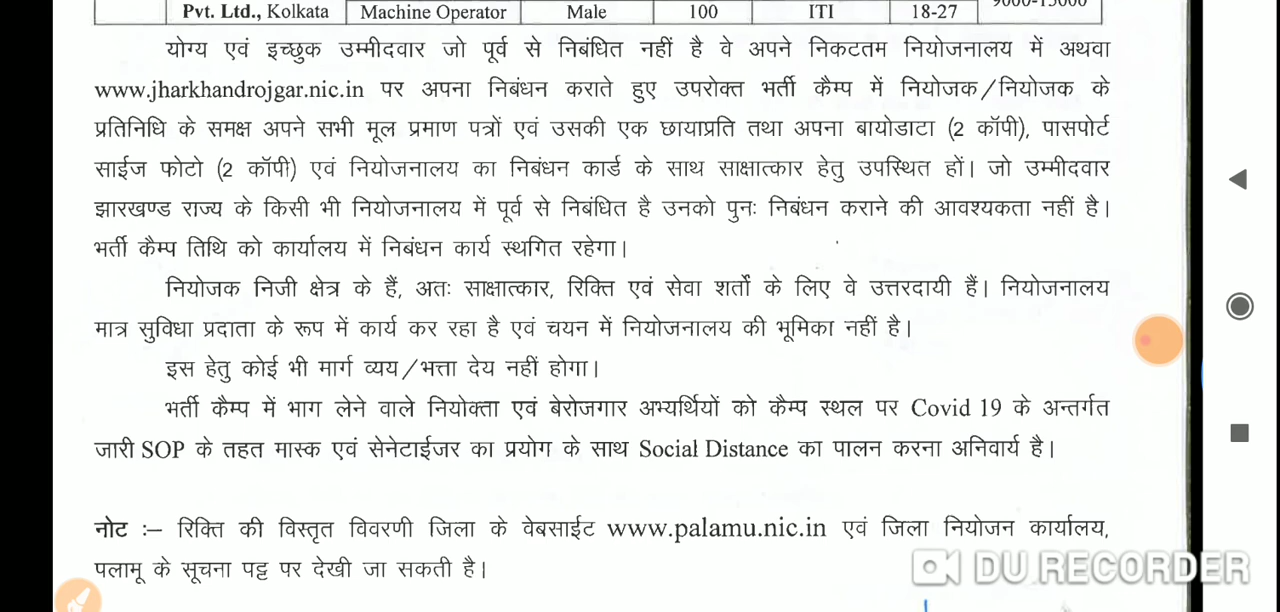 Pvt. Ltd., Kolkata Machine Operator Male 100 ITI 18-27 9000-15000
योग्य एवं इच्छुक उम्मीदवार जो पूर्व से निबंधित नहीं है वे अपने निकटतम नियोजनालय में अथवा
www.jharkhandrojgar.nic.in पर अपना निबंधन कराते हुए उपरोक्त भर्ती कैम्प में नियोजक/नियोजक के
प्रतिनिधि के समक्ष अपने सभी मूल प्रमाण पत्रों एवं उसकी एक छायाप्रति तथा अपना बायोडाटा (2 कॉपी), पासपोर्ट
साईज फोटो (2 कॉपी) एवं नियोजनालय का निबंधन कार्ड के साथ साक्षात्कार हेतु उपस्थित हों। जो उम्मीदवार
झारखण्ड राज्य के किसी भी नियोजनालय में पूर्व से निबंधित है उनको पुनः निबंधन कराने की आवश्यकता नहीं है।
भर्ती कैम्प तिथि को कार्यालय में निबंधन कार्य स्थगित रहेगा।
नियोजक निजी क्षेत्र के हैं, अतः साक्षात्कार, रिक्ति एवं सेवा शर्तो के लिए वे उत्तरदायी हैं। नियोजनालय
मात्र सुविधा प्रदाता के रूप में कार्य कर रहा है एवं चयन में नियोजनालय की भूमिका नहीं है।
इस हेतु कोई भी मार्ग व्यय/भत्ता देय नहीं होगा।
भर्ती कैम्प में भाग लेने वाले नियोक्ता एवं बेरोजगार अभ्यर्थियों को कैम्प स्थल पर Covid 19 के अन्तर्गत
जारी SOP के तहत मास्क एवं सेनेटाईजर का प्रयोग के साथ Social Distance का पालन करना अनिवार्य है।
नोट :– रिक्ति की विस्तृत विवरणी जिला के वेबसाईट www.palamu.nic.in एवं जिला नियोजन कार्यालय,
पलामू के सूचना पट्ट पर देखी जा सकती है।
DU RECORDER